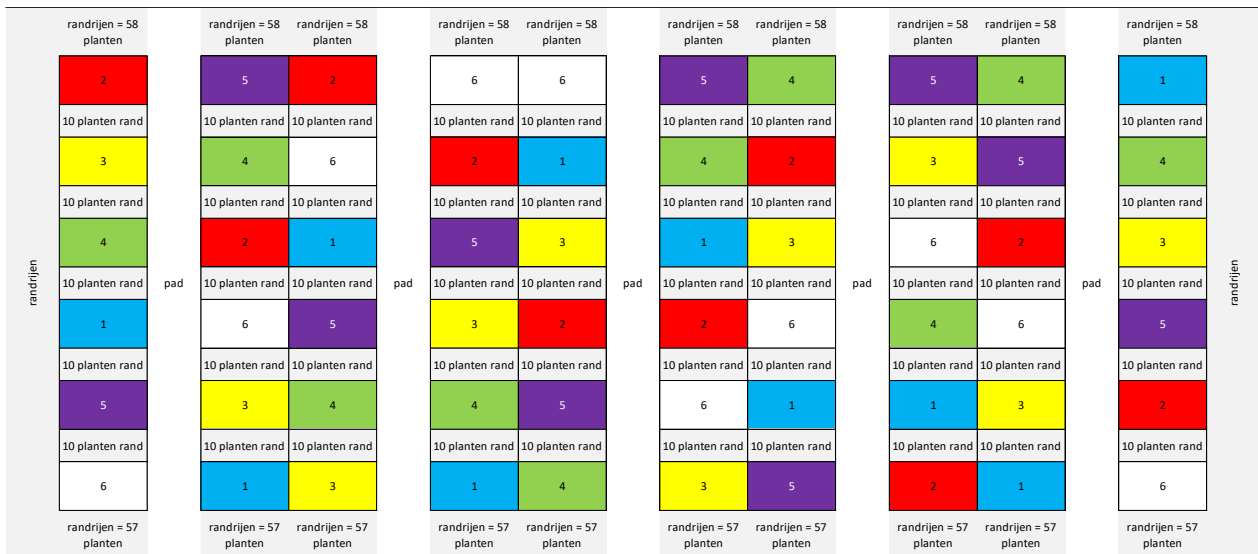 randrijen = 58 randrijen = 58 randrijen = 58 randrijen = 58 randrijen = 58 randrijen = 58 randrijen = 58 randrijen = 58 randrijen = 58 randrijen = 58
planten planten planten planten planten planten planten planten planten planten
2 5 2 6 6 5 4 5 4 1
10 planten rand 10 planten rand 10 planten rand 10 planten rand 10 planten rand 10 planten rand 10 planten rand 10 planten rand 10 planten rand 10 planten rand
3 4 6 2 1 4 2 3 5 4
10 planten rand 10 planten rand 10 planten rand 10 planten rand 10 planten rand 10 planten rand 10 planten rand 10 planten rand 10 planten rand 10 planten rand
4 2 1 5 3 1 3 6 2 3
randrijen 10 planten rand pad 10 planten rand 10 planten rand pad 10 planten rand 10 planten rand pad 10 planten rand 10 planten rand pad 10 planten rand 10 planten rand pad 10 planten rand randrijen
1 6 5 3 2 2 6 4 6 5
10 planten rand 10 planten rand 10 planten rand 10 planten rand 10 planten rand 10 planten rand 10 planten rand 10 planten rand 10 planten rand 10 planten rand
5 3 4 4 5 6 1 1 3 2
10 planten rand 10 planten rand 10 planten rand 10 planten rand 10 planten rand 10 planten rand 10 planten rand 10 planten rand 10 planten rand 10 planten rand
6 1 3 1 4 3 5 2 1 6
randrijen = 57 randrijen = 57 randrijen = 57 randrijen = 57 randrijen = 57 randrijen = 57 randrijen = 57 randrijen = 57 randrijen = 57 randrijen = 57
planten planten planten planten planten planten planten planten planten planten